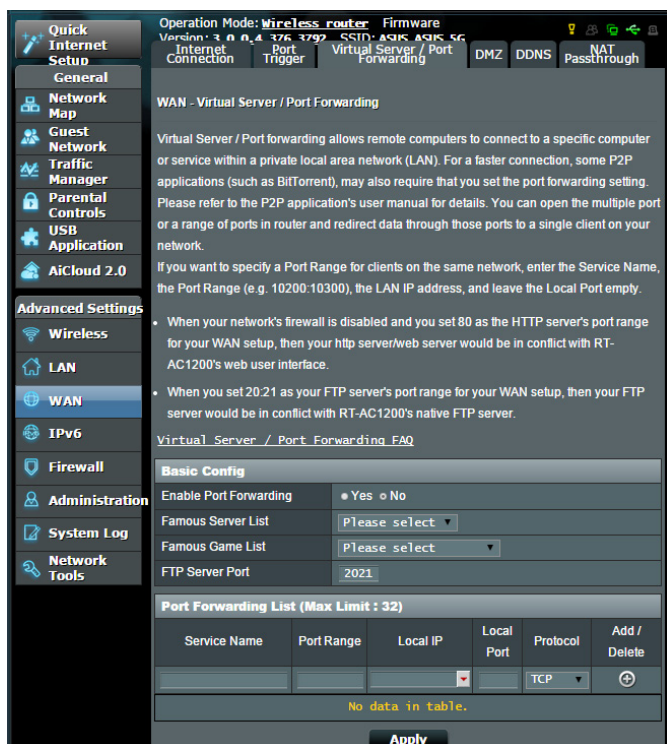 Quick
Internet
Setup
Operation Mode: Wireless router Firmware
Version: 3.0.0.4.376.3792 SSID: ASUS ASUS_5G
Internet
Connection
Port
Trigger
Virtual Server / Port
Forwarding
DMZ
DDNS
NAT
Passthrough
General
Network
Map
Guest
Network
Traffic
Manager
Parental
Controls
USB
Application
AiCloud 2.0
Advanced Settings
Wireless
LAN
WAN
IPv6
Firewall
Administration
System Log
Network
Tools
WAN - Virtual Server / Port Forwarding
Virtual Server / Port forwarding allows remote computers to connect to a specific computer
or service within a private local area network (LAN). For a faster connection, some P2P
applications (such as BitTorrent), may also require that you set the port forwarding setting.
Please refer to the P2P application's user manual for details. You can open the multiple port
or a range of ports in router and redirect data through those ports to a single client on your
network.
If you want to specify a Port Range for clients on the same network, enter the Service Name,
the Port Range (e.g. 10200:10300), the LAN IP address, and leave the Local Port empty.
• When your network's firewall is disabled and you set 80 as the HTTP server's port range
for your WAN setup, then your http server/web server would be in conflict with RT-
AC1200's web user interface.
• When you set 20:21 as your FTP server's port range for your WAN setup, then your FTP
server would be in conflict with RT-AC1200's native FTP server.
Virtual Server / Port Forwarding FAQ
Basic Config
Enable Port Forwarding Yes No
Famous Server List Please select
Famous Game List Please select
FTP Server Port 2021
Port Forwarding List (Max Limit : 32)
Service Name
Port Range
Local IP
Local
Port
Protocol
Add /
Delete
TCP
No data in table.
Apply